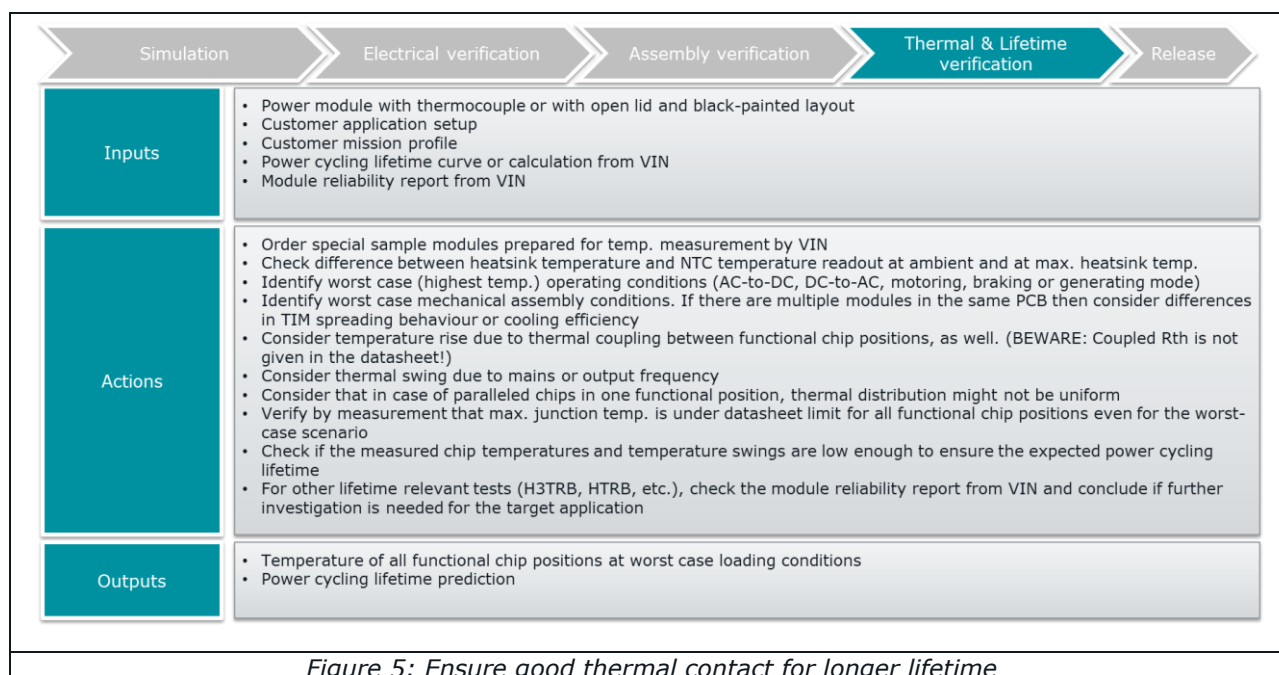 Simulation
Electrical verification
Assembly verification
Thermal & Lifetime
verification
Release
Inputs
• Power module with thermocouple or with open lid and black-painted layout
• Customer application setup
• Customer mission profile
• Power cycling lifetime curve or calculation from VIN
• Module reliability report from VIN
Actions
• Order special sample modules prepared for temp. measurement by VIN
• Check difference between heatsink temperature and NTC temperature readout at ambient and at max. heatsink temp.
• Identify worst case (highest temp.) operating conditions (AC-to-DC, DC-to-AC, motoring, braking or generating mode)
• Identify worst case mechanical assembly conditions. If there are multiple modules in the same PCB then consider differences
in TIM spreading behaviour or cooling efficiency
• Consider temperature rise due to thermal coupling between functional chip positions, as well. (BEWARE: Coupled Rth is not
given in the datasheet!)
• Consider thermal swing due to mains or output frequency
• Consider that in case of paralleled chips in one functional position, thermal distribution might not be uniform
• Verify by measurement that max. junction temp. is under datasheet limit for all functional chip positions even for the worst-
case scenario
• Check if the measured chip temperatures and temperature swings are low enough to ensure the expected power cycling
lifetime
• For other lifetime relevant tests (H3TRB, HTRB, etc.), check the module reliability report from VIN and conclude if further
investigation is needed for the target application
Outputs
• Temperature of all functional chip positions at worst case loading conditions
• Power cycling lifetime prediction
Figure 5: Ensure good thermal contact for longer lifetime